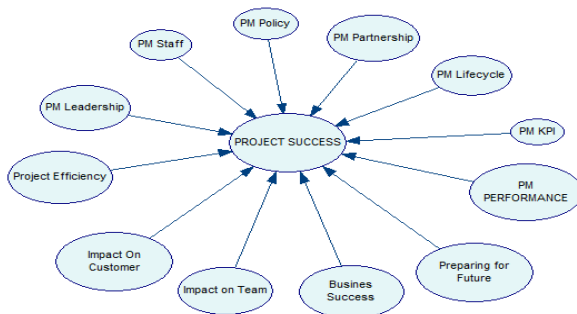 PM Policy
PM Staff
PM Partnership
PM Lifecycle
PM Leadership
PM KPI
PROJECT SUCCESS
Project Efficiency
PM
PERFORMANCE
Impact On
Customer
Impact on Team
Busines
Success
Preparing for
Future